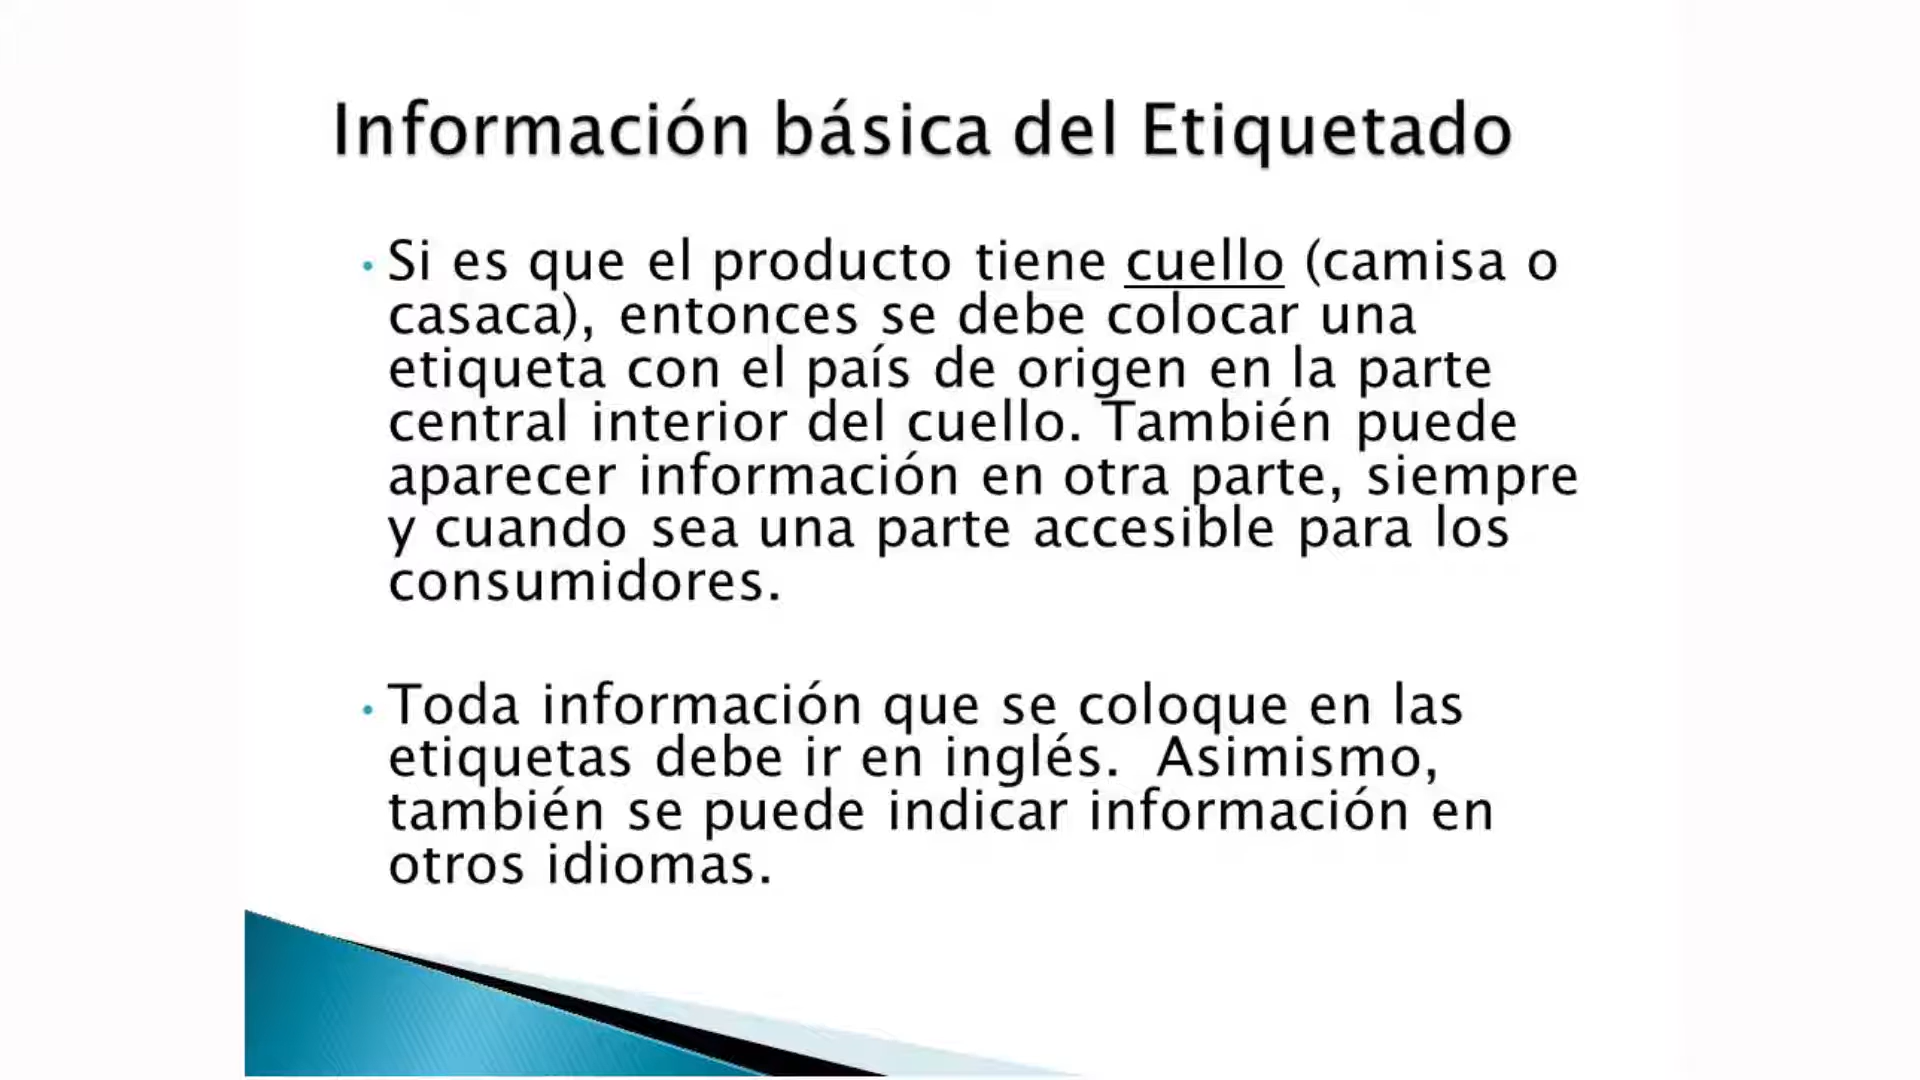 Información básica del Etiquetado
• Si es que el producto tiene cuello (camisa o
casaca), entonces se debe colocar una
etiqueta con el país de origen en la parte
central interior del cuello. También puede
aparecer información en otra parte, siempre
y cuando sea una parte accesible para los
consumidores.
• Toda información que se coloque en las
etiquetas debe ir en inglés.  Asimismo,
también se puede indicar información en
otros idiomas.